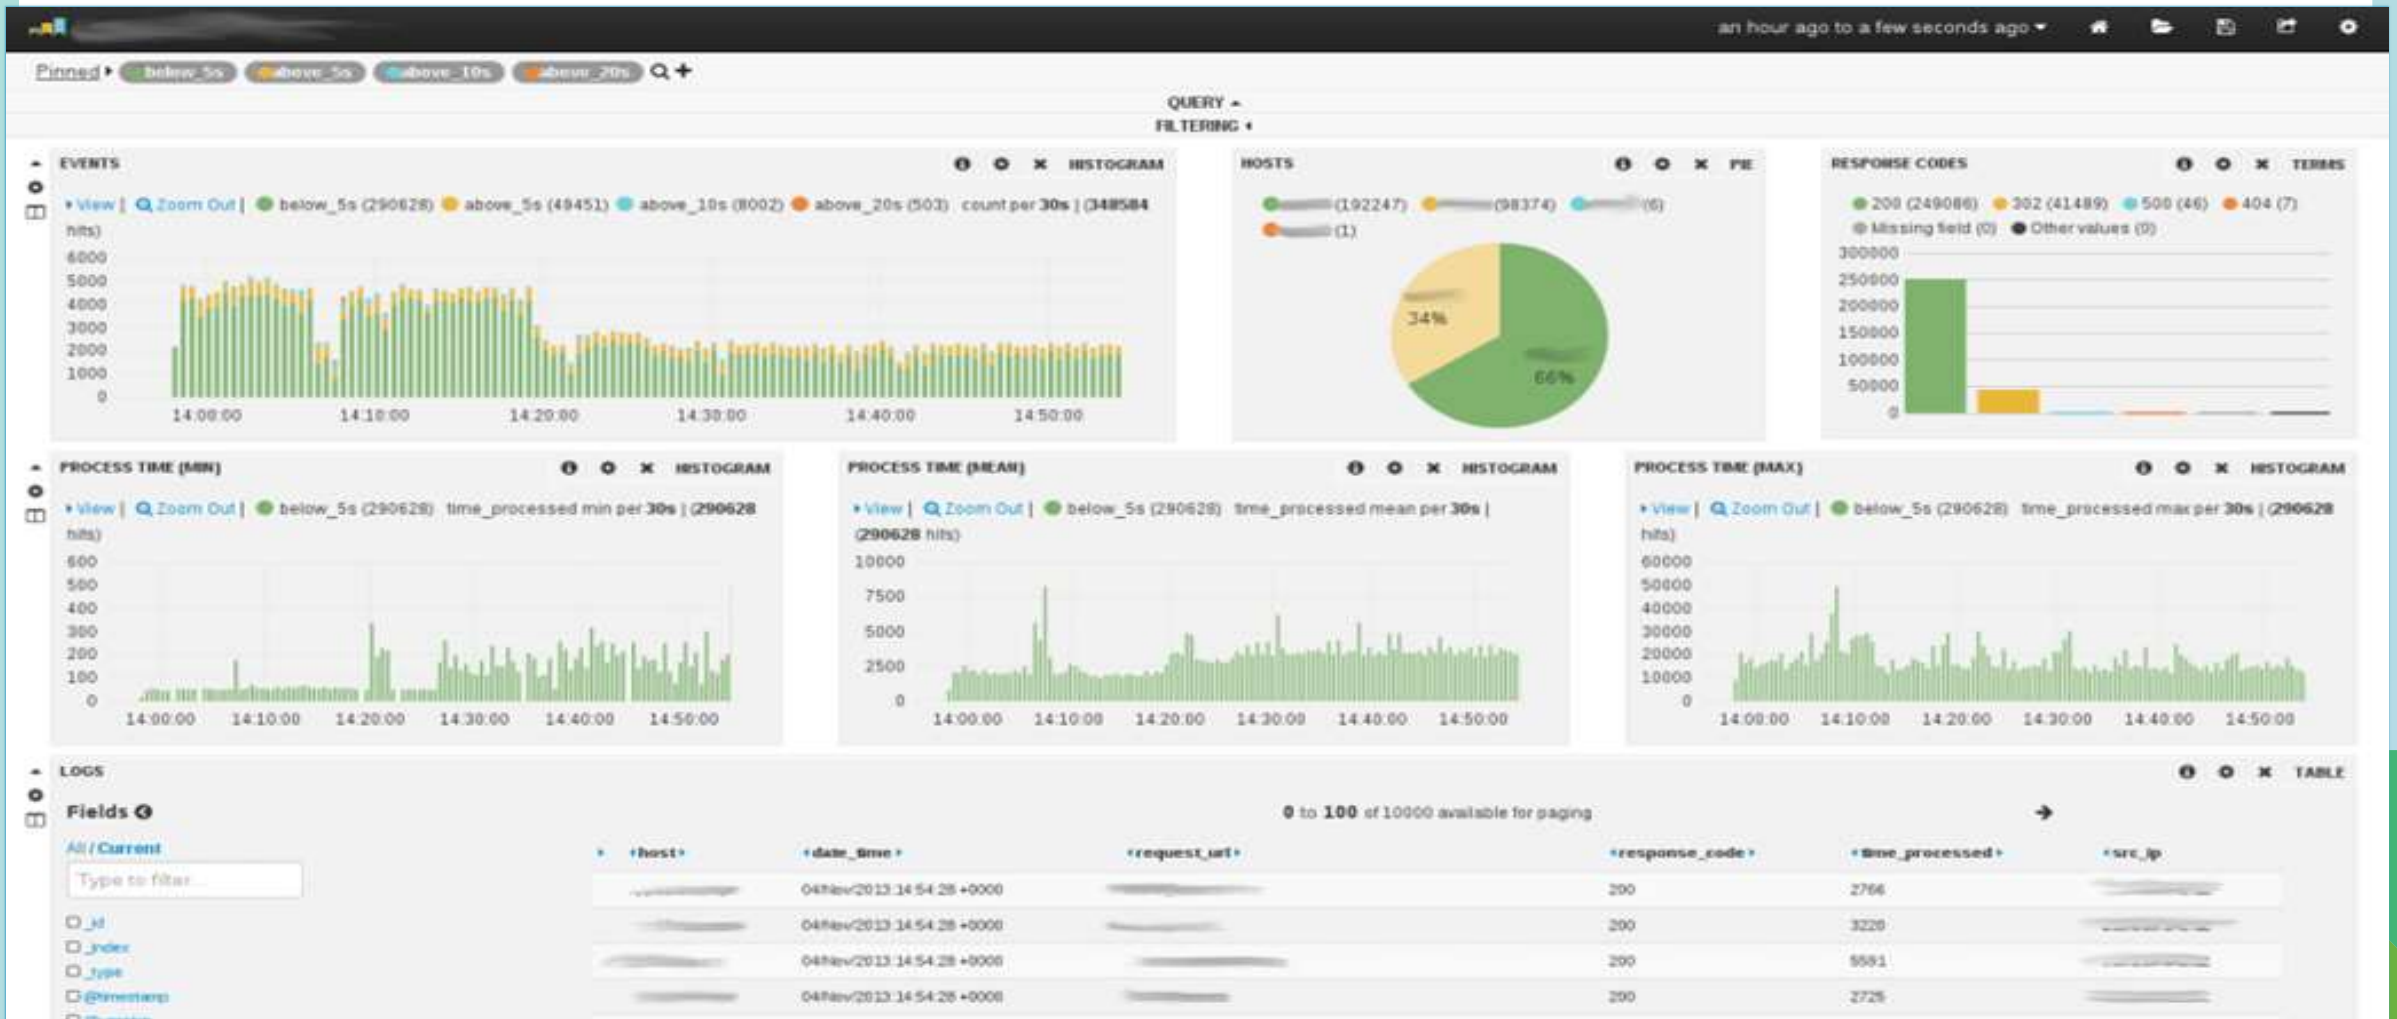 an hour ago to a few seconds ago
Pinned below_5s above_5s above_10s above_20s
QUERY
FILTERING
EVENTS HISTOGRAM
View | Zoom Out | below_5s (290628) above_5s (49451) above_10s (8002) above_20s (503) count per 30s | (348584
hits)
6000
5000
4000
3000
2000
1000
0
14:00:00 14:10:00 14:20:00 14:30:00 14:40:00 14:50:00
HOSTS PIE
(192247) (98374) (6)
(1)
34%
66%
RESPONSE CODES TERMS
200 (249086) 302 (41489) 500 (46) 404 (7)
Missing field (0) Other values (0)
300000
250000
200000
150000
100000
50000
0
PROCESS TIME (MIN) HISTOGRAM
View | Zoom Out | below_5s (290628) time_processed min per 30s | (290628
hits)
600
500
400
300
200
100
0
14:00:00 14:10:00 14:20:00 14:30:00 14:40:00 14:50:00
PROCESS TIME (MEAN) HISTOGRAM
View | Zoom Out | below_5s (290628) time_processed mean per 30s |
(290628 hits)
10000
7500
5000
2500
0
14:00:00 14:10:00 14:20:00 14:30:00 14:40:00 14:50:00
PROCESS TIME (MAX) HISTOGRAM
View | Zoom Out | below_5s (290628) time_processed max per 30s | (290628
hits)
60000
50000
40000
30000
20000
10000
0
14:00:00 14:10:00 14:20:00 14:30:00 14:40:00 14:50:00
LOGS TABLE
Fields
0 to 100 of 10000 available for paging
All / Current
Type to filter...
_id
_index
_type
@timestamp
host date_time request_url response_code time_processed src_ip
04/Nov/2013:14:54:28 +0000 200 2766
04/Nov/2013:14:54:28 +0000 200 3220
04/Nov/2013:14:54:28 +0000 200 5591
04/Nov/2013:14:54:28 +0000 200 2725